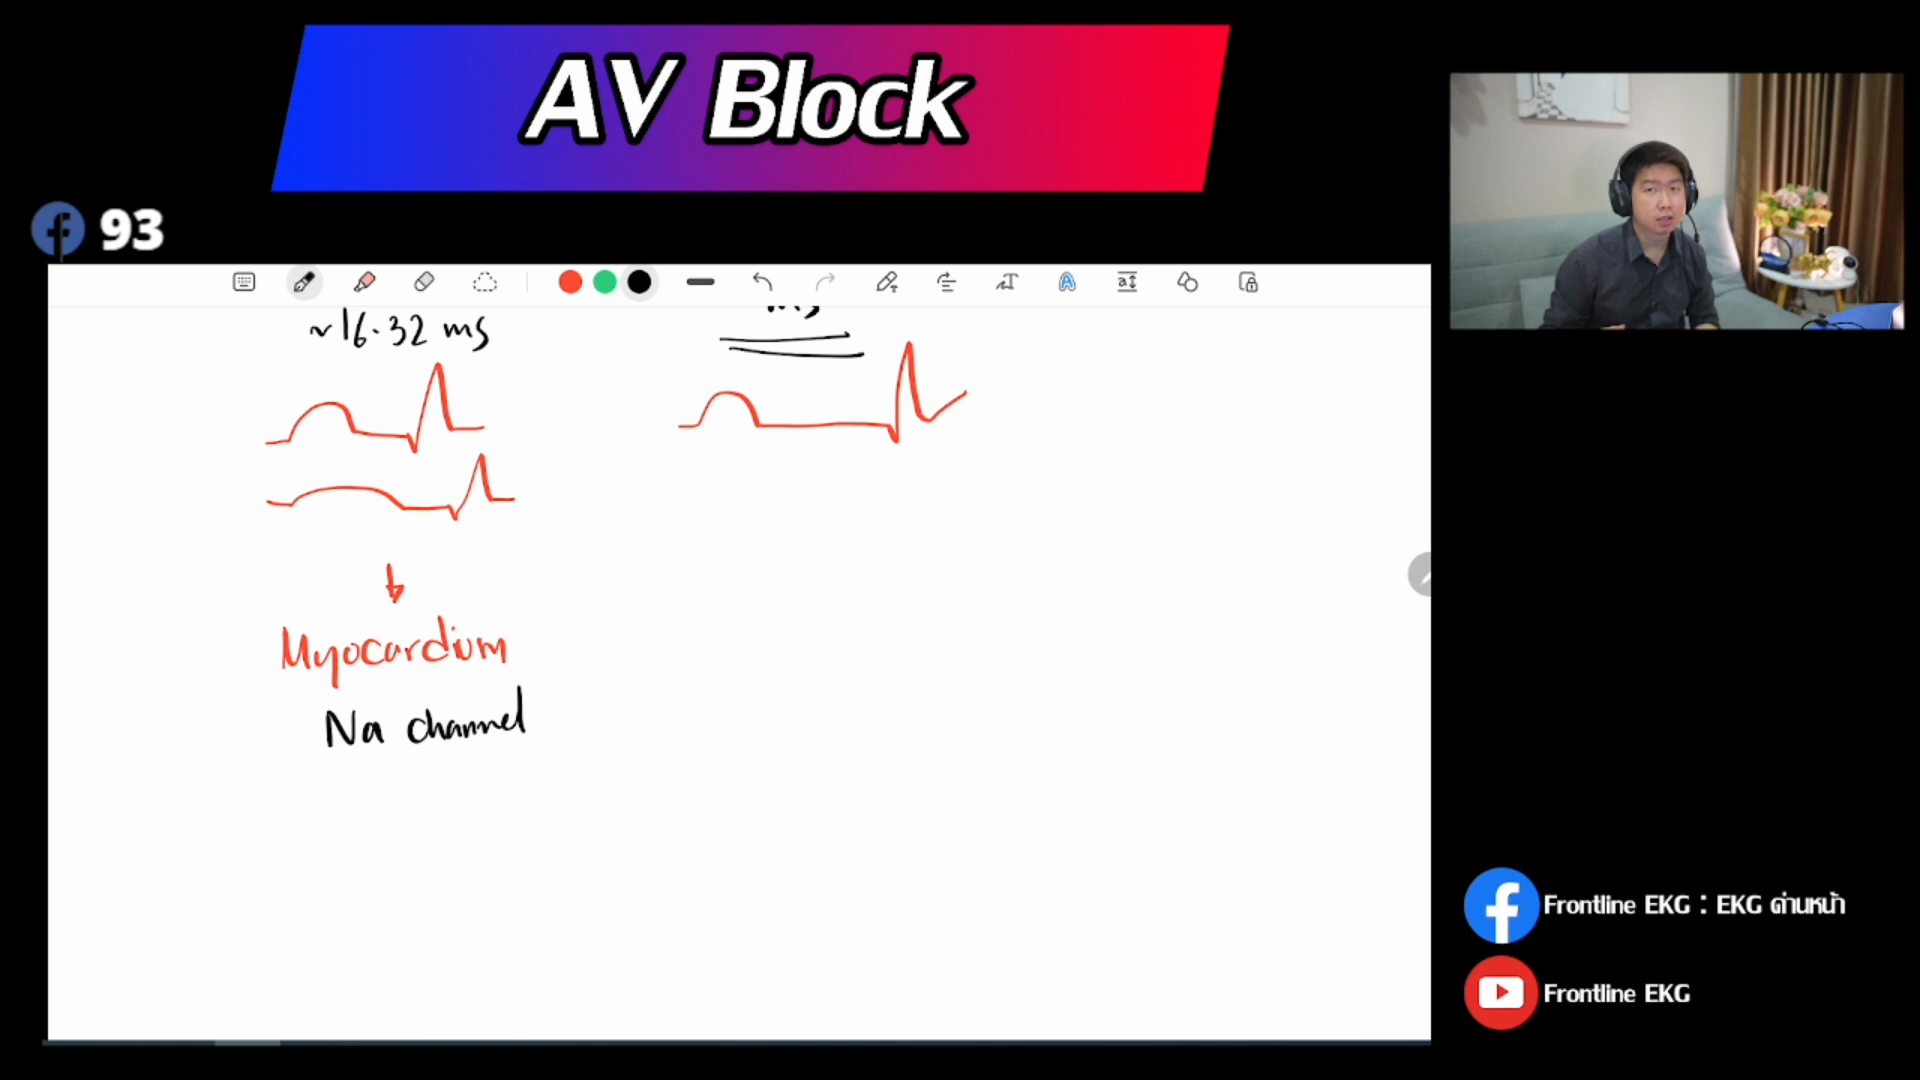 AV Block
93
~16.32 ms
ms
Myocardium
Na channel
Frontline EKG : EKG ด่านหน้า
Frontline EKG